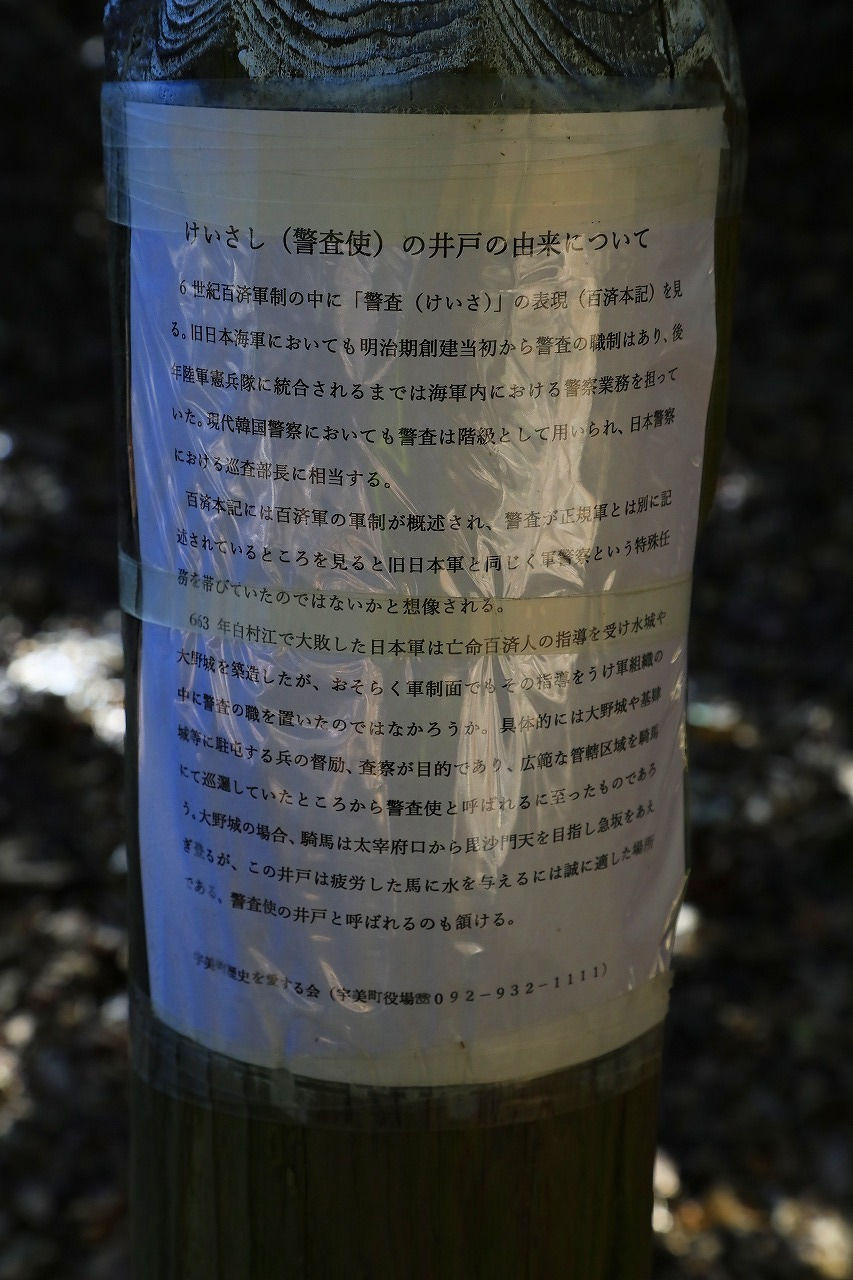 けいさし（警査使）の井戸の由来について
6 世紀百済軍制の中に「警査（けいさ）」の表現（百済本記）を見
る。旧日本海軍においても明治期創建当初から警査の職制はあり、後
年陸軍憲兵隊に統合されるまでは海軍内における警察業務を担って
いた。現代韓国警察においても警査は階級として用いられ、日本警察
における巡査部長に相当する。
百済本記には百済軍の軍制が概述され、警査が正規軍とは別に記
述されているところを見ると旧日本軍と同じく軍警察という特殊任
務を帯びていたのではないかと想像される。
663 年白村江で大敗した日本軍は亡命百済人の指導を受け水城や
大野城を築造したが、おそらく軍制面でもその指導をうけ軍組織の
中に警査の職を置いたのではなかろうか。具体的には大野城や基肄
城等に駐屯する兵の督励、査察が目的であり、広範な管轄区域を騎馬
にて巡邏していたところから警査使と呼ばれるに至ったものであろ
う。大野城の場合、騎馬は太宰府口から毘沙門天を目指し急坂をあえ
ぎ登るが、この井戸は疲労した馬に水を与えるには誠に適した場所
である、警査使の井戸と呼ばれるのも頷ける。
宇美町歴史を愛する会（宇美町役場☎０９２－９３２－１１１１）